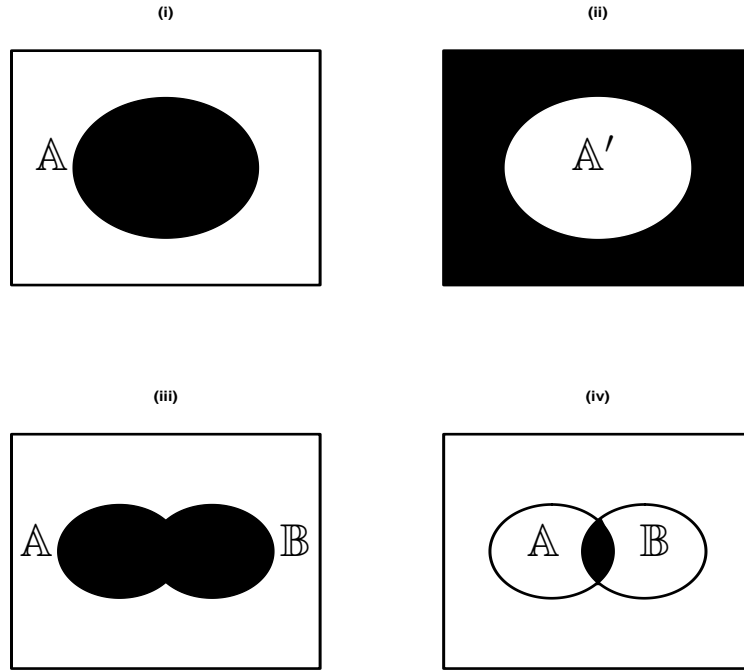 (i)
(ii)
𝔸
𝔸′
(iii)
(iv)
𝔸 𝔹
𝔸 𝔹